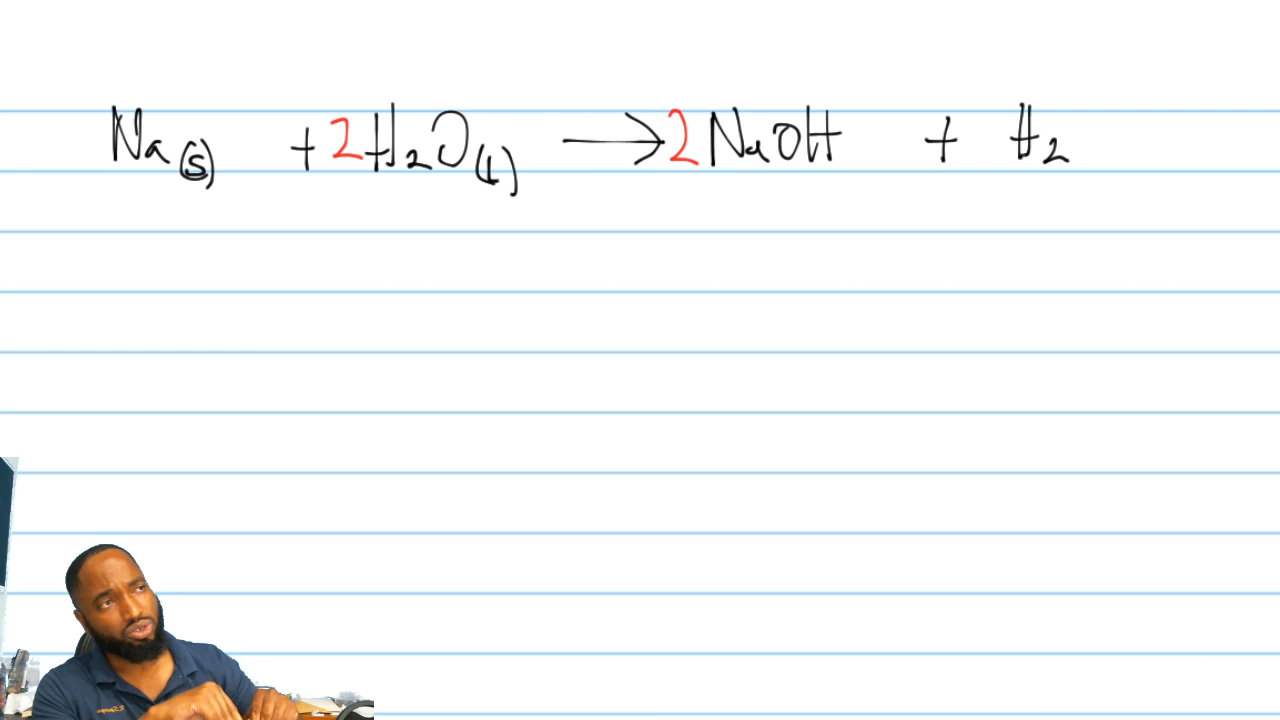 Na(s) + 2H₂O(l) → 2NaOH + H₂